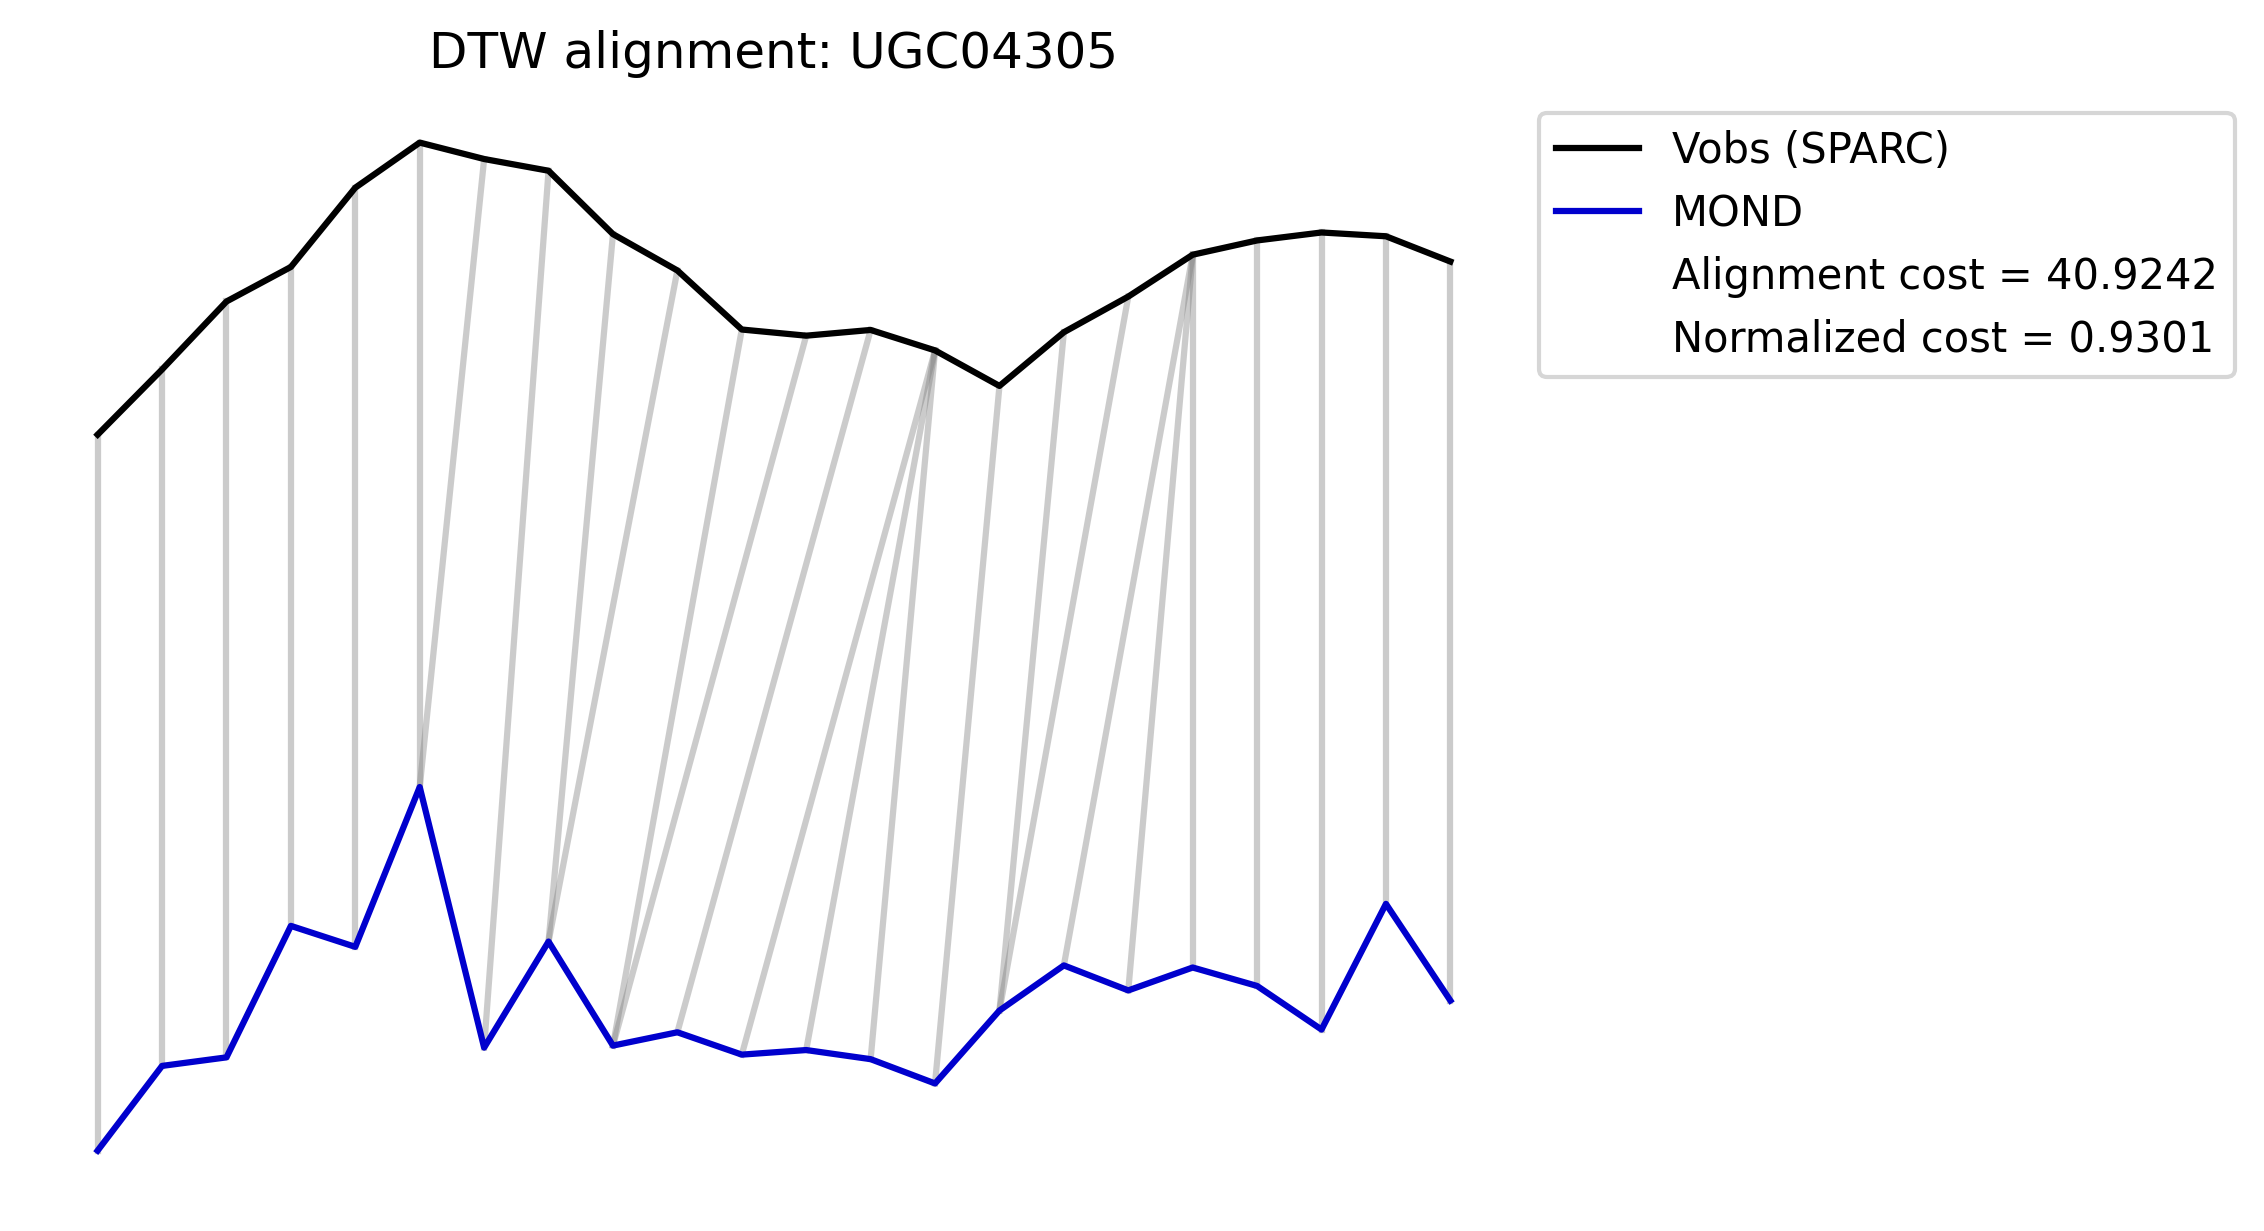 DTW alignment: UGC04305
Vobs (SPARC)
MOND
Alignment cost = 40.9242
Normalized cost = 0.9301